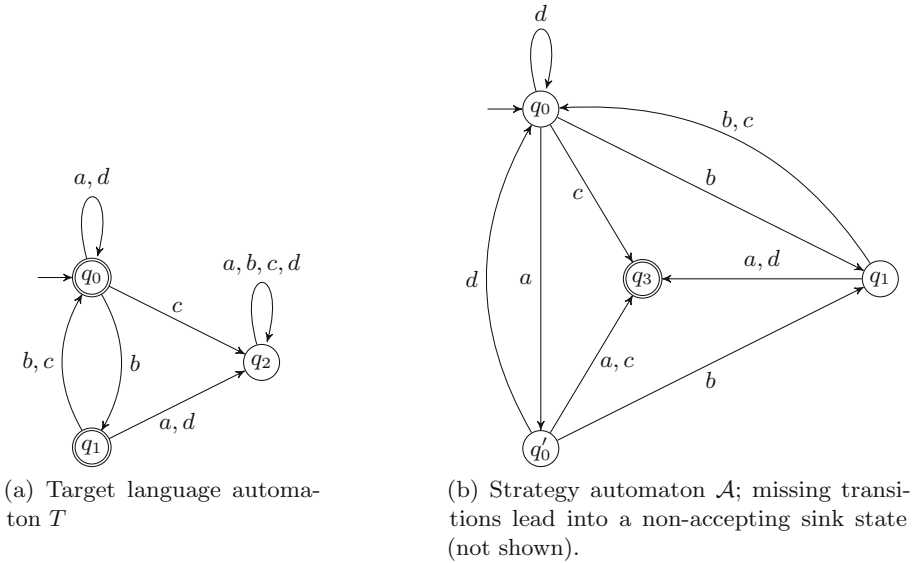 d
q0
b, c
a, d
b
c
a, b, c, d
q0
a, d
q3
q1
d
a
c
b, c
b
q2
a, c
b
a, d
q1
q0′
(a) Target language automa-
ton T
(b) Strategy automaton A; missing transi-
tions lead into a non-accepting sink state
(not shown).